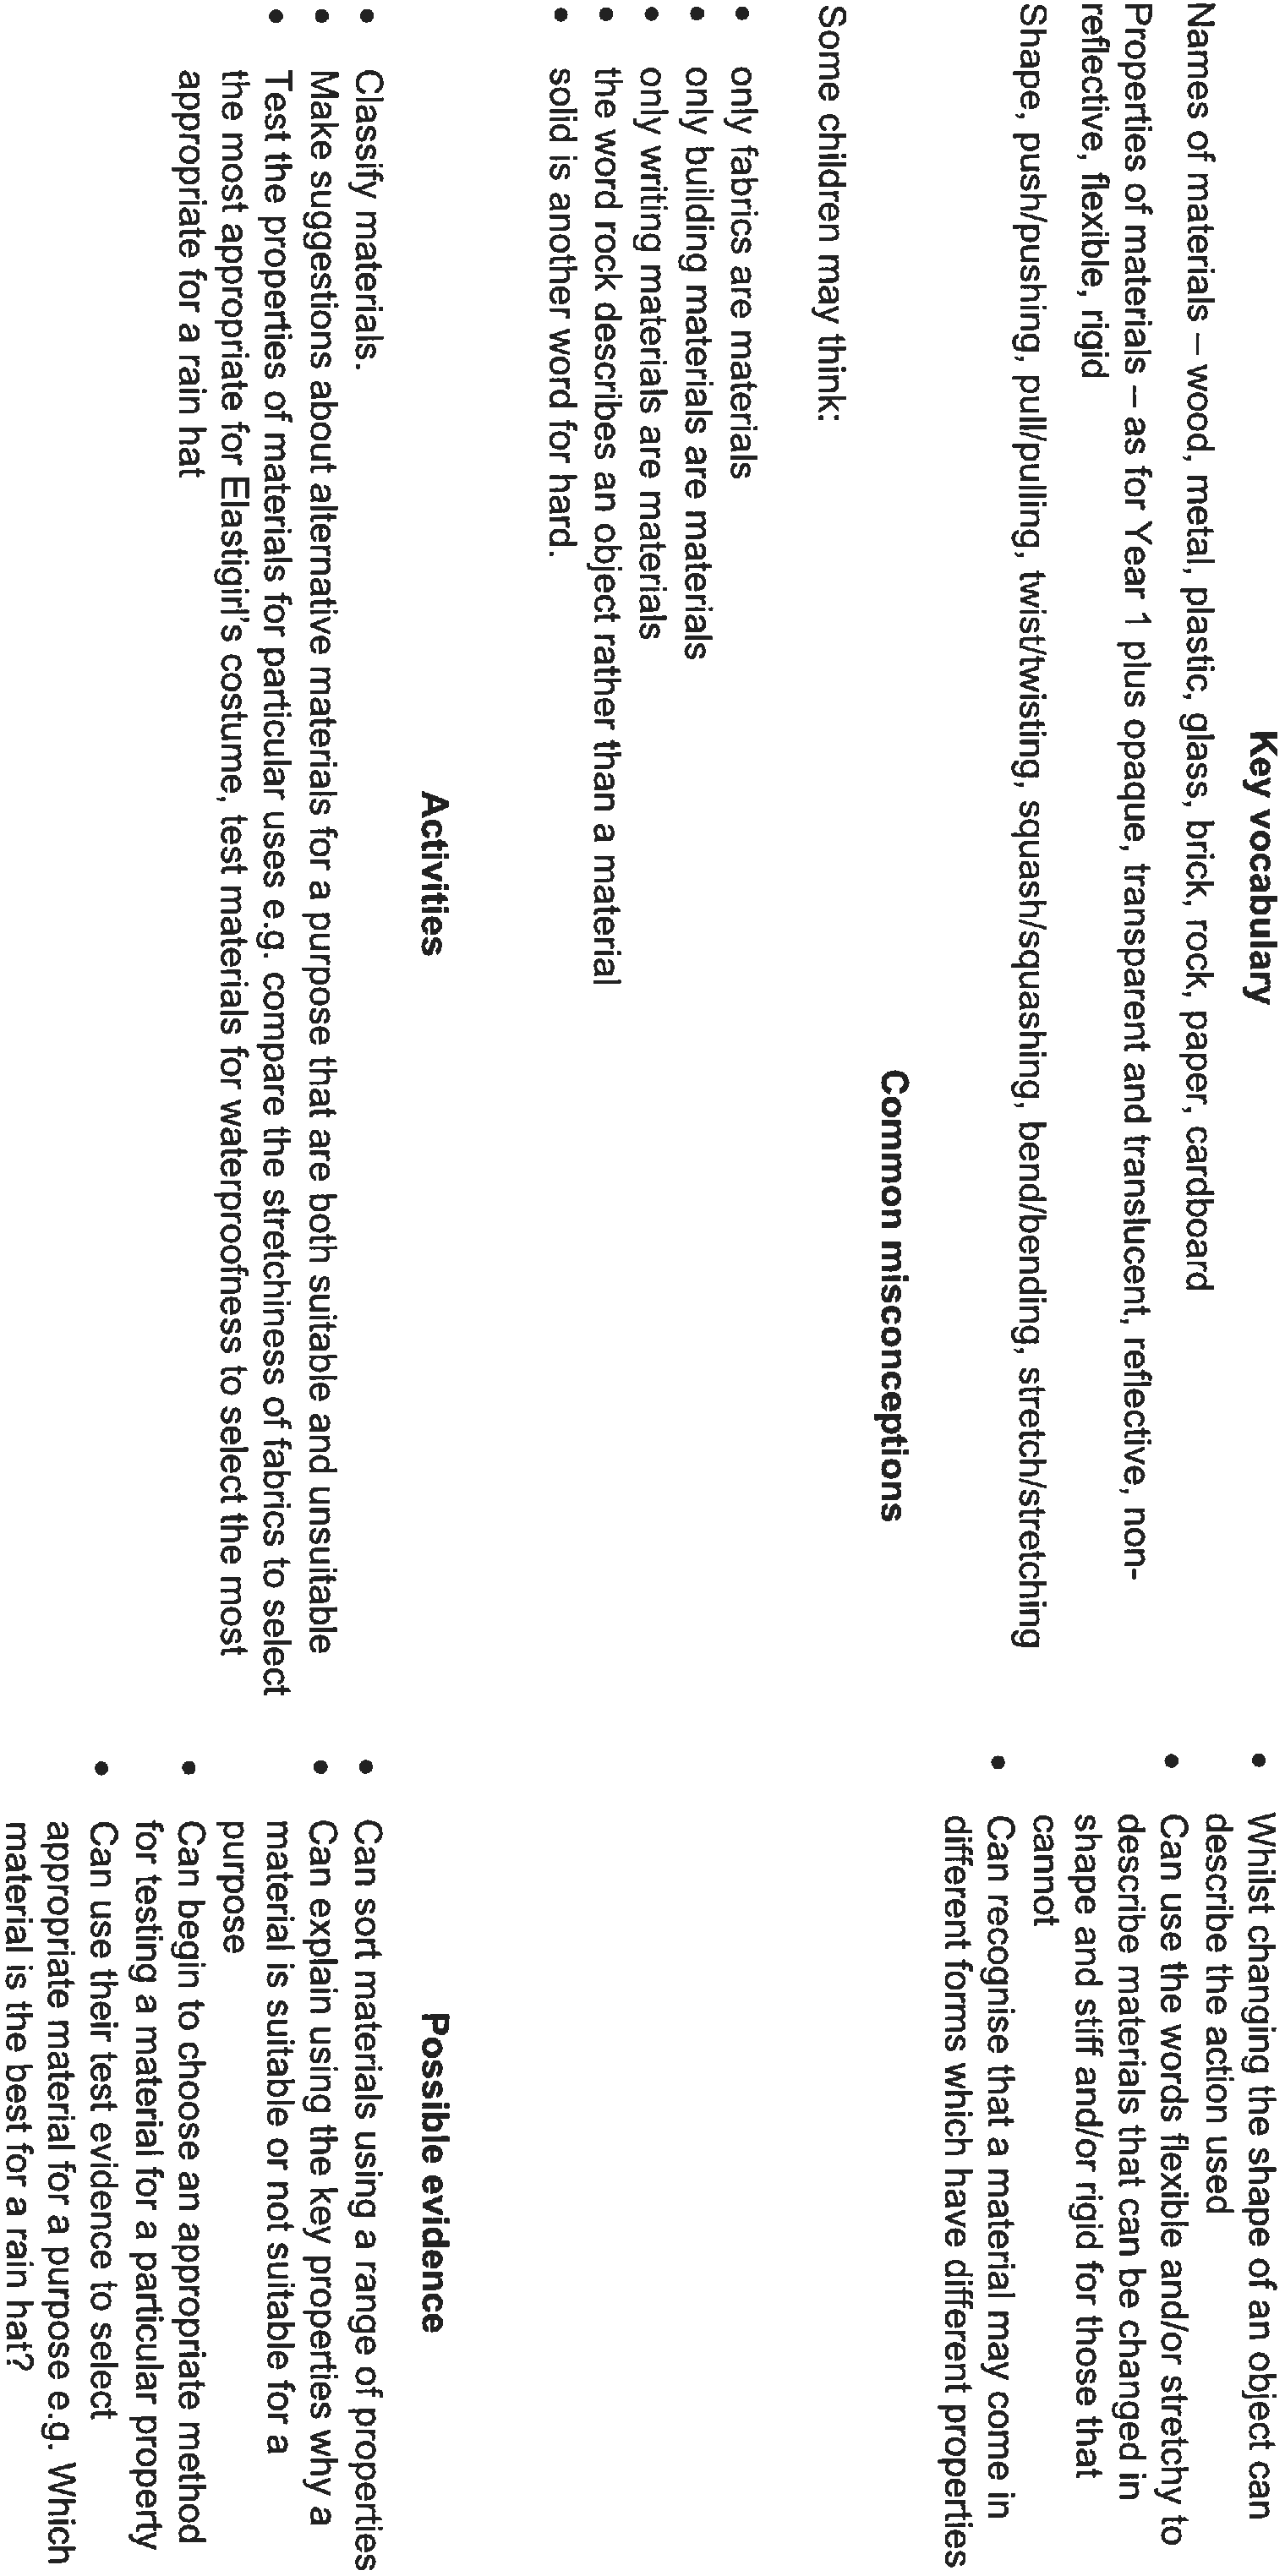 Key vocabulary
Names of materials – wood, metal, plastic, glass, brick, rock, paper, cardboard
Properties of materials – as for Year 1 plus opaque, transparent and translucent, reflective, non-
reflective, flexible, rigid
Shape, push/pushing, pull/pulling, twist/twisting, squash/squashing, bend/bending, stretch/stretching
• Whilst changing the shape of an object can
describe the action used
• Can use the words flexible and/or stretchy to
describe materials that can be changed in
shape and stiff and/or rigid for those that
cannot
• Can recognise that a material may come in
different forms which have different properties
Common misconceptions
Some children may think:
• only fabrics are materials
• only building materials are materials
• only writing materials are materials
• the word rock describes an object rather than a material
• solid is another word for hard.
Activities
• Classify materials.
• Make suggestions about alternative materials for a purpose that are both suitable and unsuitable
• Test the properties of materials for particular uses e.g. compare the stretchiness of fabrics to select
the most appropriate for Elastigirl's costume, test materials for waterproofness to select the most
appropriate for a rain hat
Possible evidence
• Can sort materials using a range of properties
• Can explain using the key properties why a
material is suitable or not suitable for a
purpose
• Can begin to choose an appropriate method
for testing a material for a particular property
• Can use their test evidence to select
appropriate material for a purpose e.g. Which
material is the best for a rain hat?